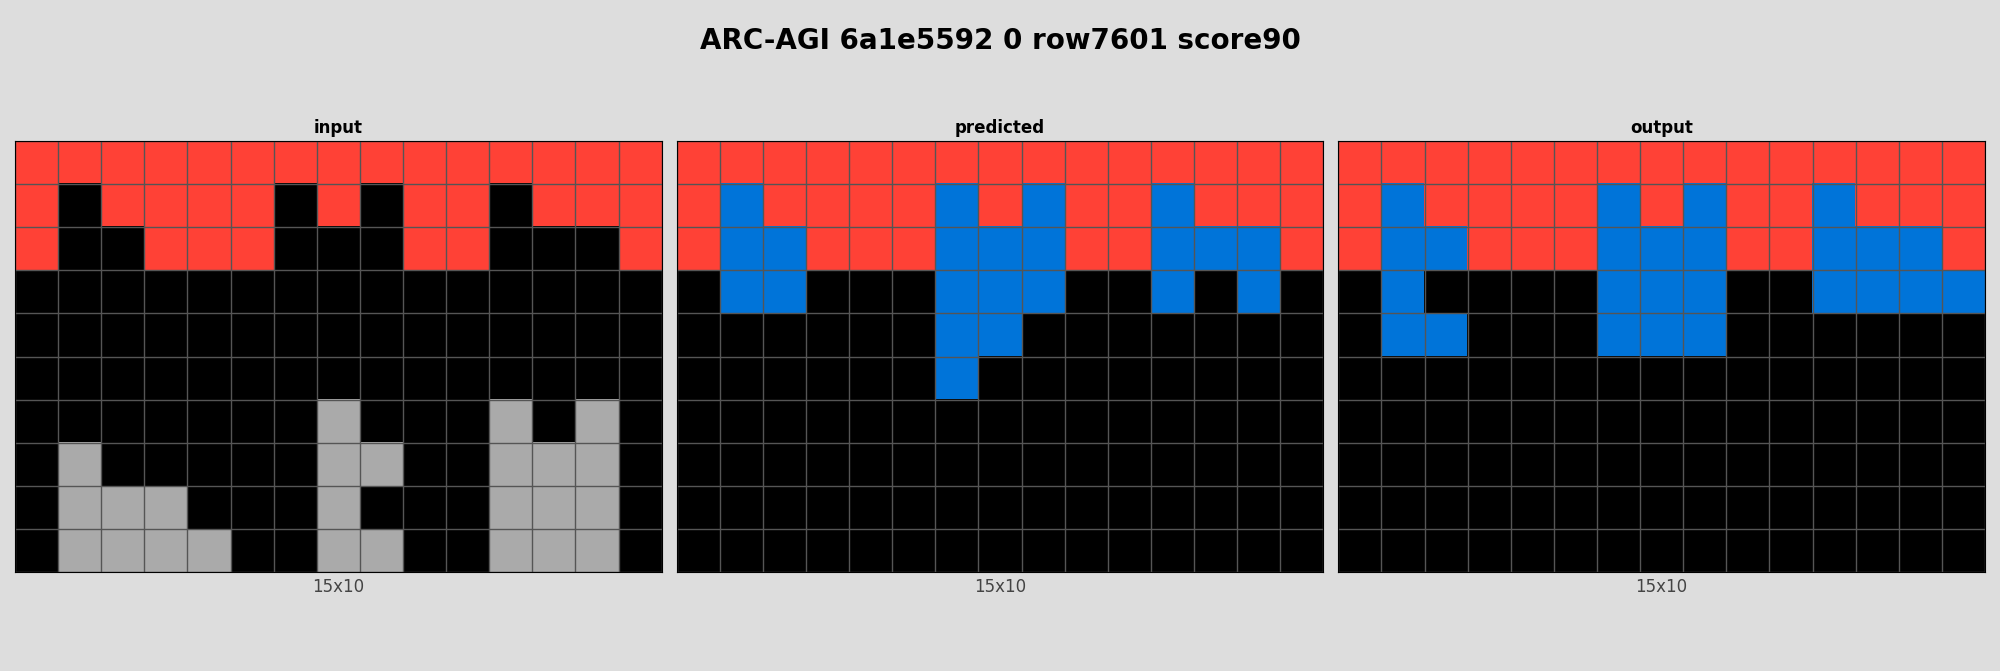 ARC-AGI 6a1e5592 0 row7601 score90
input
predicted
output
15x10
15x10
15x10